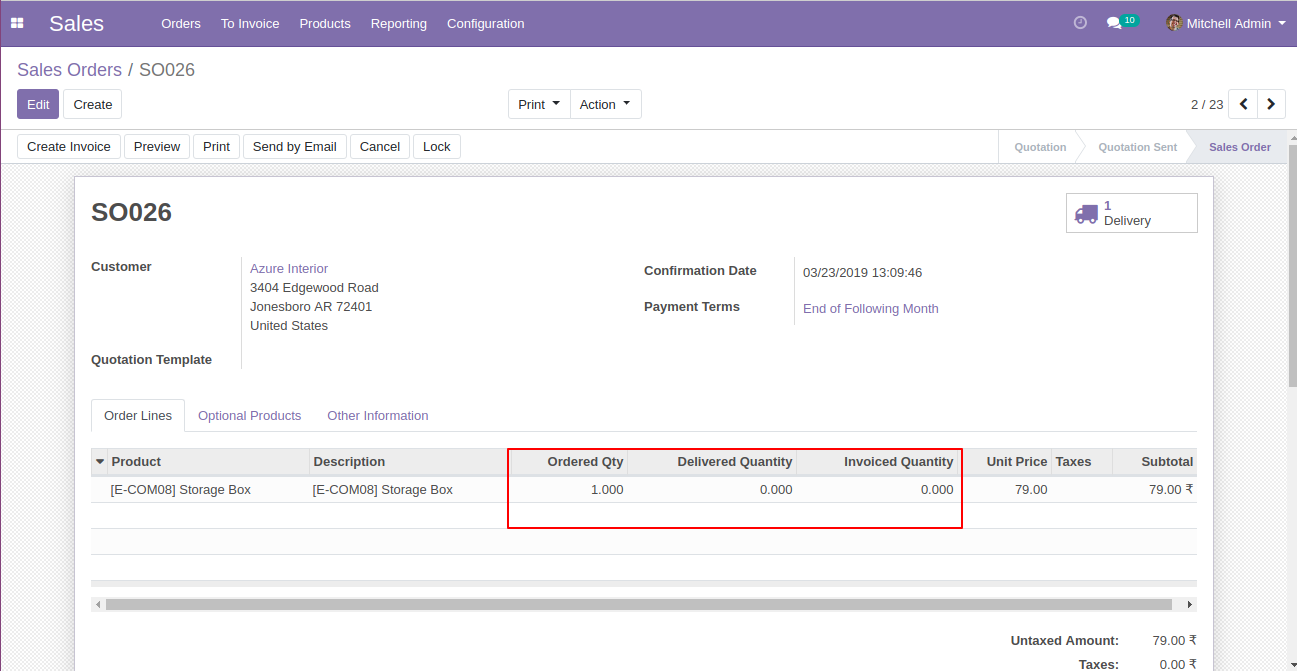 Sales Orders To Invoice Products Reporting Configuration 10 Mitchell Admin
Sales Orders / SO026
Edit Create Print Action 2 / 23
Create Invoice Preview Print Send by Email Cancel Lock Quotation Quotation Sent Sales Order
SO026
1
Delivery
Customer
Azure Interior
3404 Edgewood Road
Jonesboro AR 72401
United States
Confirmation Date 03/23/2019 13:09:46
Payment Terms End of Following Month
Quotation Template
Order Lines Optional Products Other Information
Product Description Ordered Qty Delivered Quantity Invoiced Quantity Unit Price Taxes Subtotal
[E-COM08] Storage Box [E-COM08] Storage Box 1.000 0.000 0.000 79.00 79.00 ₹
Untaxed Amount: 79.00 ₹
Taxes: 0.00 ₹